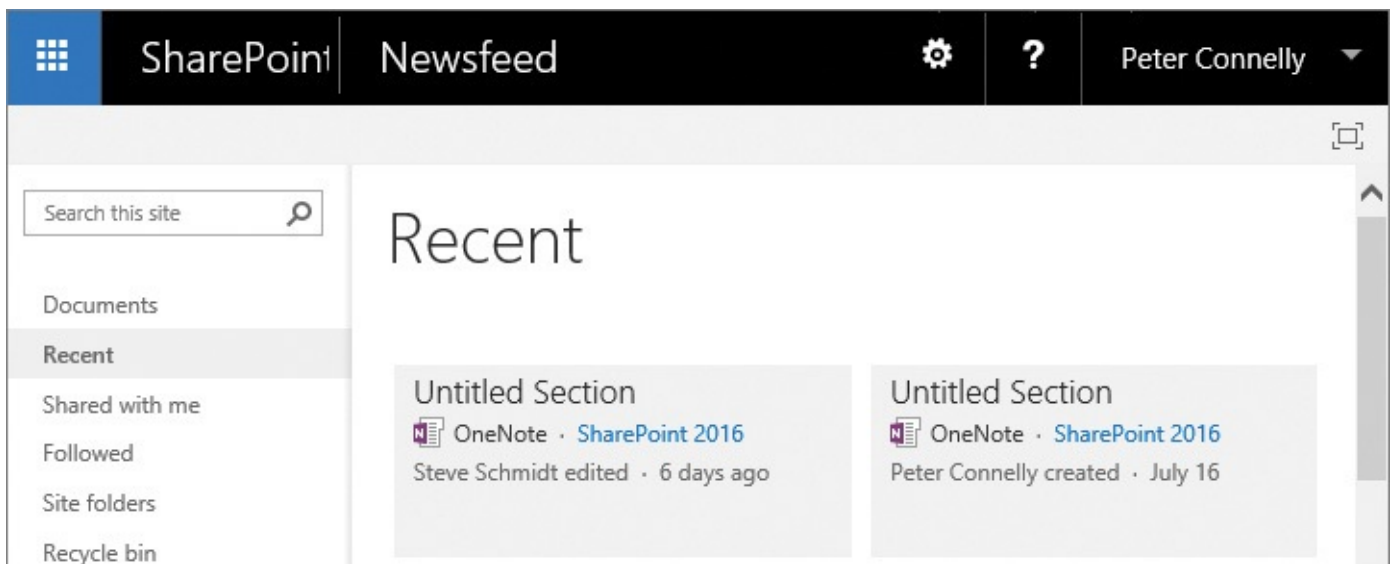 SharePoint Newsfeed ? Peter Connelly
Search this site
Documents
Recent
Shared with me
Followed
Site folders
Recycle bin
Recent
Untitled Section
OneNote · SharePoint 2016
Steve Schmidt edited · 6 days ago
Untitled Section
OneNote · SharePoint 2016
Peter Connelly created · July 16